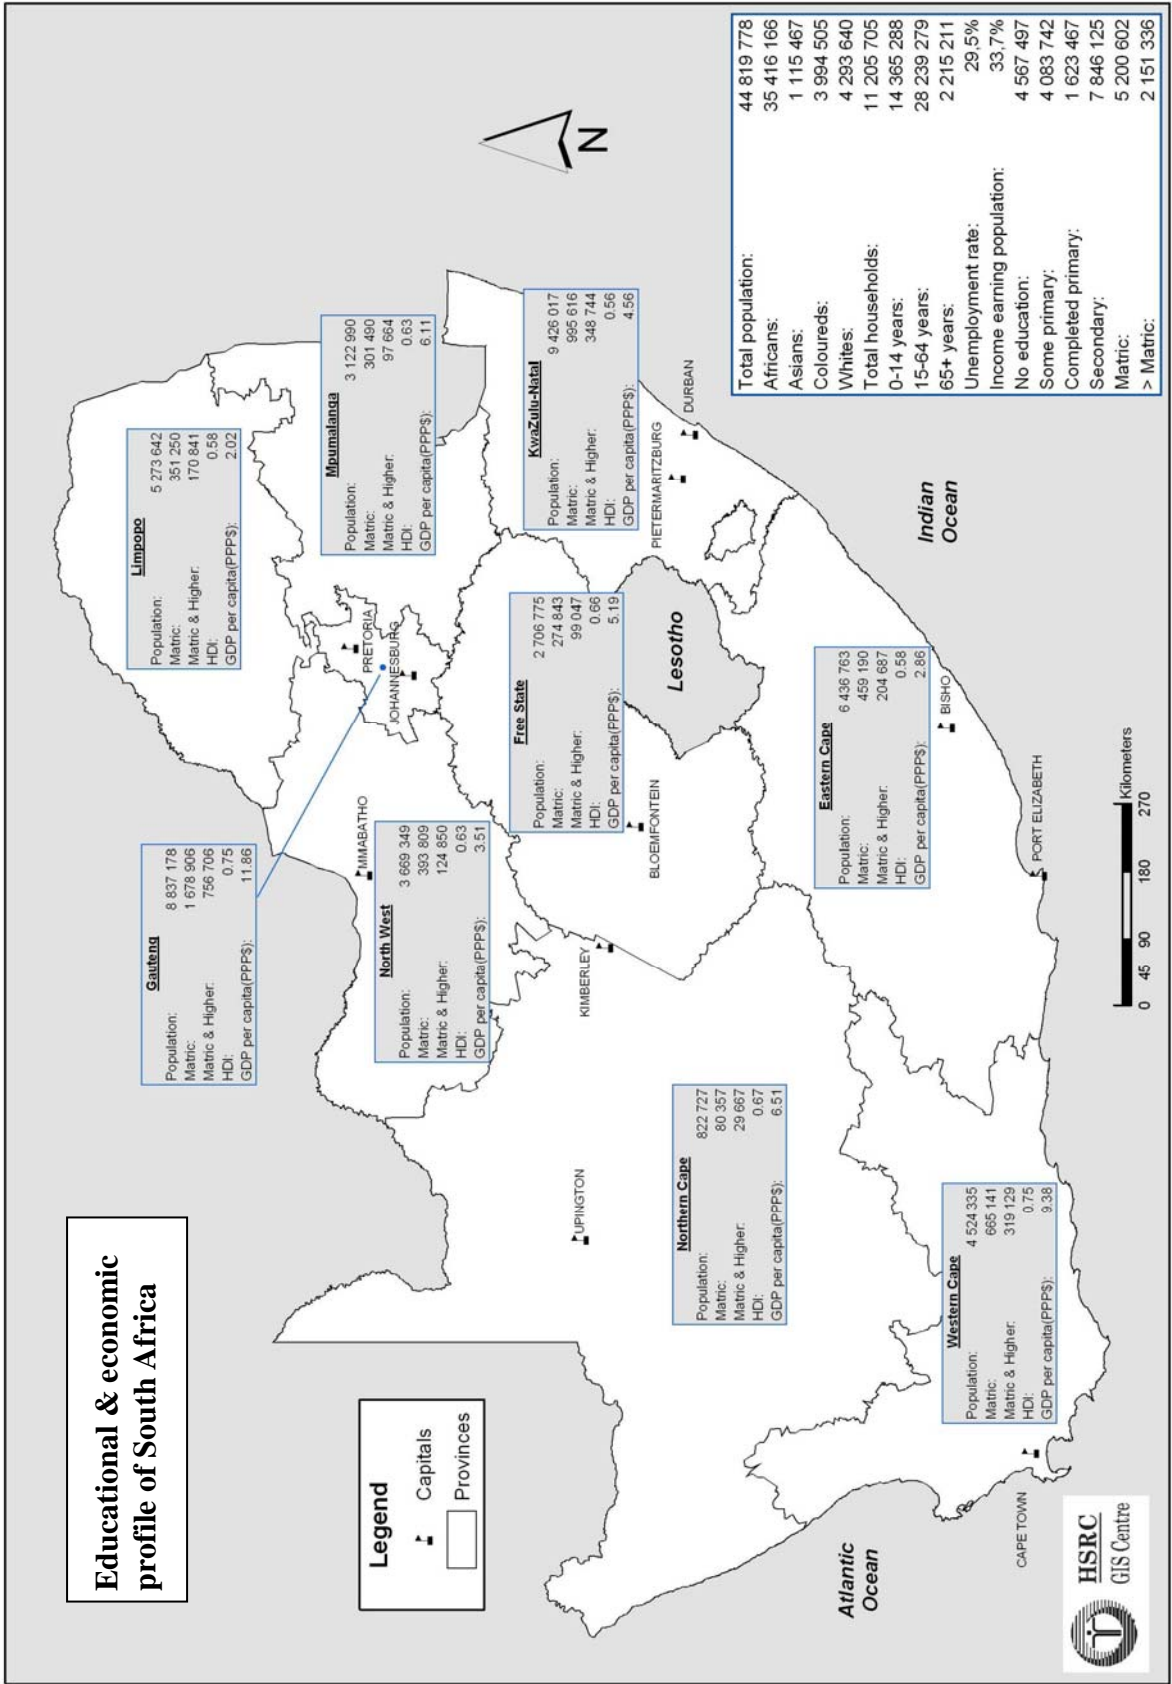 Educational & economic
profile of South Africa
Legend
Capitals
Provinces
Gauteng
Population: 8 837 178
Matric: 1 678 906
Matric & Higher: 756 706
HDI: 0.75
GDP per capita(PPP$): 11.86
Limpopo
Population: 5 273 642
Matric: 351 250
Matric & Higher: 170 841
HDI: 0.58
GDP per capita(PPP$): 2.02
Mpumalanga
Population: 3 122 990
Matric: 301 490
Matric & Higher: 97 664
HDI: 0.63
GDP per capita(PPP$): 6.11
North West
Population: 3 669 349
Matric: 393 809
Matric & Higher: 124 850
HDI: 0.63
GDP per capita(PPP$): 3.51
Free State
Population: 2 706 775
Matric: 274 843
Matric & Higher: 99 047
HDI: 0.66
GDP per capita(PPP$): 5.19
KwaZulu-Natal
Population: 9 426 017
Matric: 995 616
Matric & Higher: 348 744
HDI: 0.56
GDP per capita(PPP$): 4.56
Northern Cape
Population: 822 727
Matric: 80 357
Matric & Higher: 29 667
HDI: 0.67
GDP per capita(PPP$): 6.51
Eastern Cape
Population: 6 436 763
Matric: 459 190
Matric & Higher: 204 687
HDI: 0.58
GDP per capita(PPP$): 2.86
Western Cape
Population: 4 524 335
Matric: 665 141
Matric & Higher: 319 129
HDI: 0.75
GDP per capita(PPP$): 9.38
PRETORIA
JOHANNESBURG
MMABATHO
KIMBERLEY
UPINGTON
BLOEMFONTEIN
PIETERMARITZBURG
DURBAN
BISHO
PORT ELIZABETH
CAPE TOWN
Lesotho
Atlantic
Ocean
Indian
Ocean
N
0 45 90 180 270
Kilometers
HSRC
GIS Centre
Total population: 44 819 778
Africans: 35 416 166
Asians: 1 115 467
Coloureds: 3 994 505
Whites: 4 293 640
Total households: 11 205 705
0-14 years: 14 365 288
15-64 years: 28 239 279
65+ years: 2 215 211
Unemployment rate: 29,5%
Income earning population: 33,7%
No education: 4 567 497
Some primary: 4 083 742
Completed primary: 1 623 467
Secondary: 7 846 125
Matric: 5 200 602
> Matric: 2 151 336